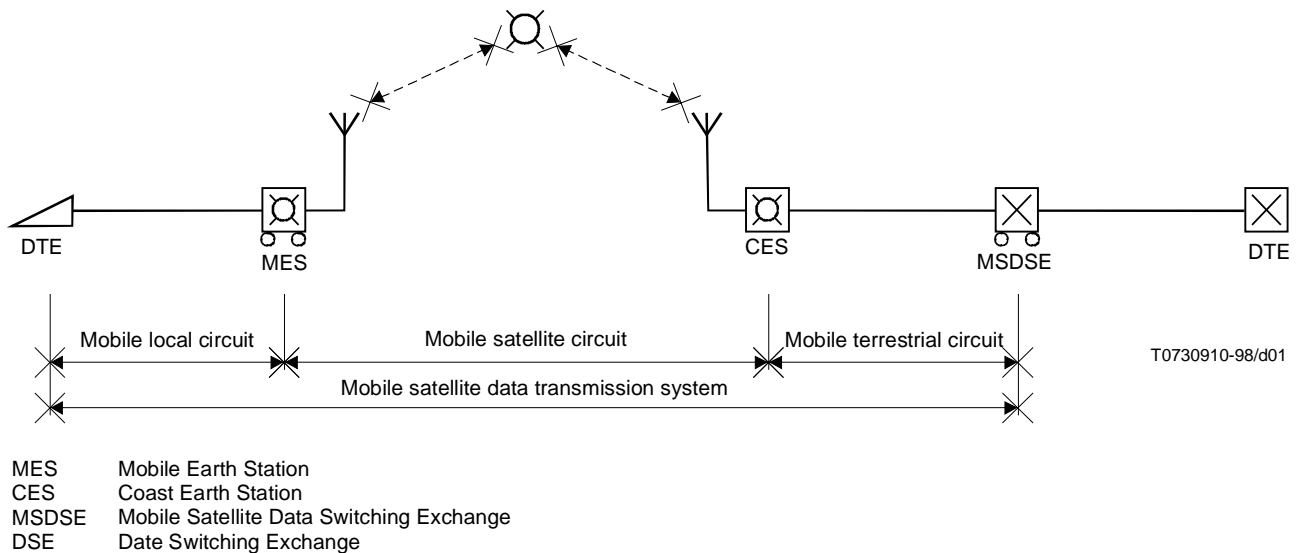 DTE
MES
CES
MSDSE
DTE
Mobile local circuit
Mobile satellite circuit
Mobile terrestrial circuit
T0730910-98/d01
Mobile satellite data transmission system
MES Mobile Earth Station
CES Coast Earth Station
MSDSE Mobile Satellite Data Switching Exchange
DSE Date Switching Exchange